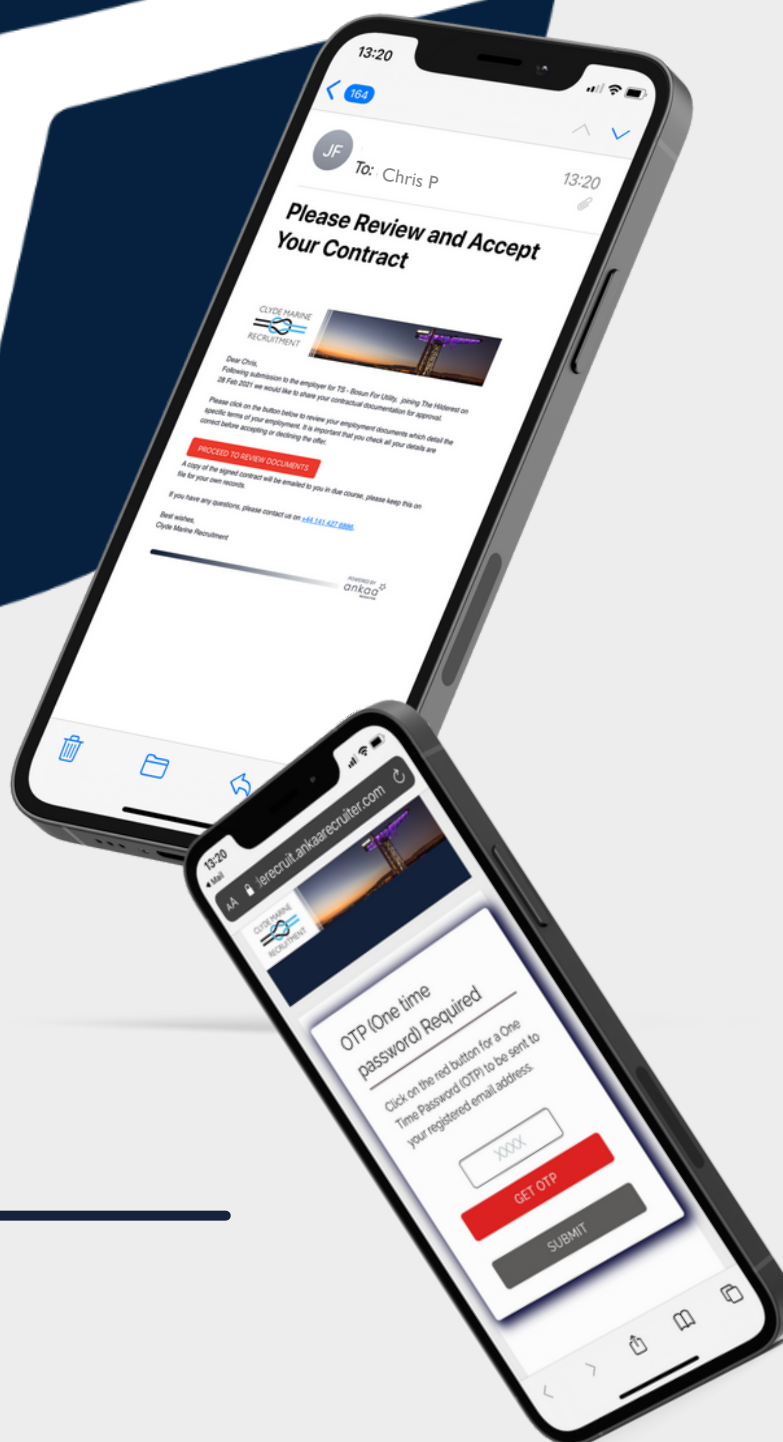 13:20
164
JF
To: Chris P
13:20
Please Review and Accept
Your Contract
CLYDE MARINE
RECRUITMENT
Dear Chris,
Following submission to the employer for TS - Bosun For Utility, joining The Hilderest on
28 Feb 2021 we would like to share your contractual documentation for approval.
Please click on the button below to review your employment documents which detail the
specific terms of your employment. It is important that you check all your details are
correct before accepting or declining the offer.
PROCEED TO REVIEW DOCUMENTS
A copy of the signed contract will be emailed to you in due course, please keep this on
file for your own records.
If you have any questions, please contact us on +44 141 427 6886.
Best wishes,
Clyde Marine Recruitment
POWERED BY
ankaa
13:20
Mail
AA
erecruit.ankaarecruiter.com
CLYDE MARINE
RECRUITMENT
OTP (One time
password) Required
Click on the red button for a One
Time Password (OTP) to be sent to
your registered email address.
XXXX
GET OTP
SUBMIT